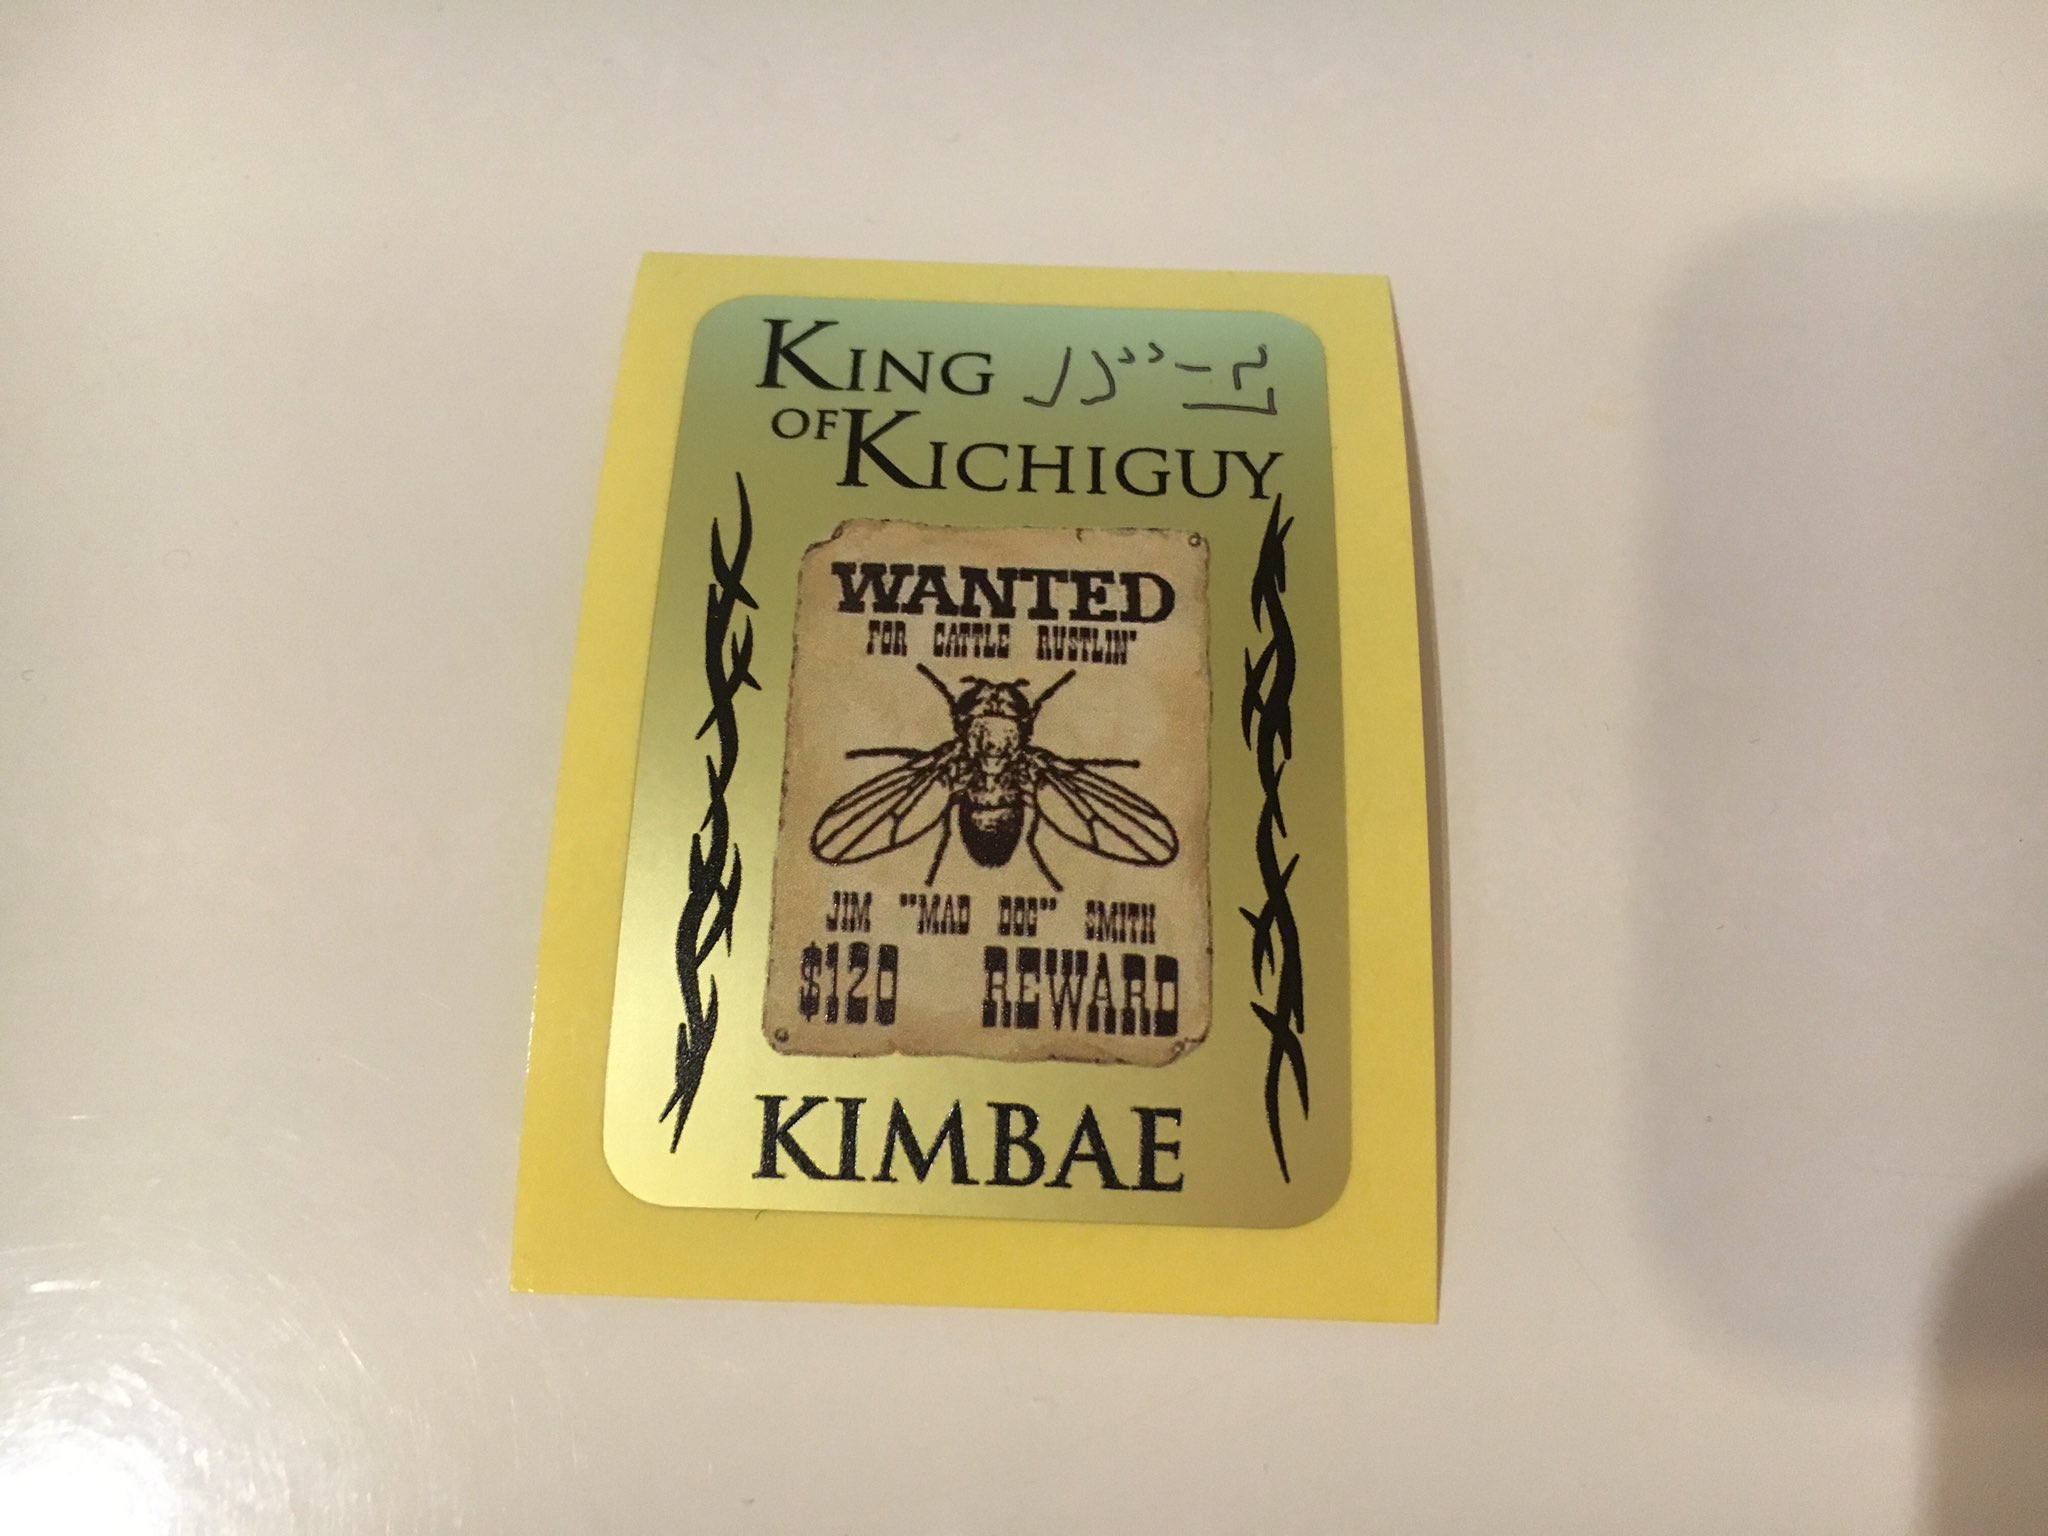 KING
OF KICHIGUY
WANTED
FOR CATTLE RUSTLIN'
JIM "MAD DOG" SMITH
$120 REWARD
KIMBAE